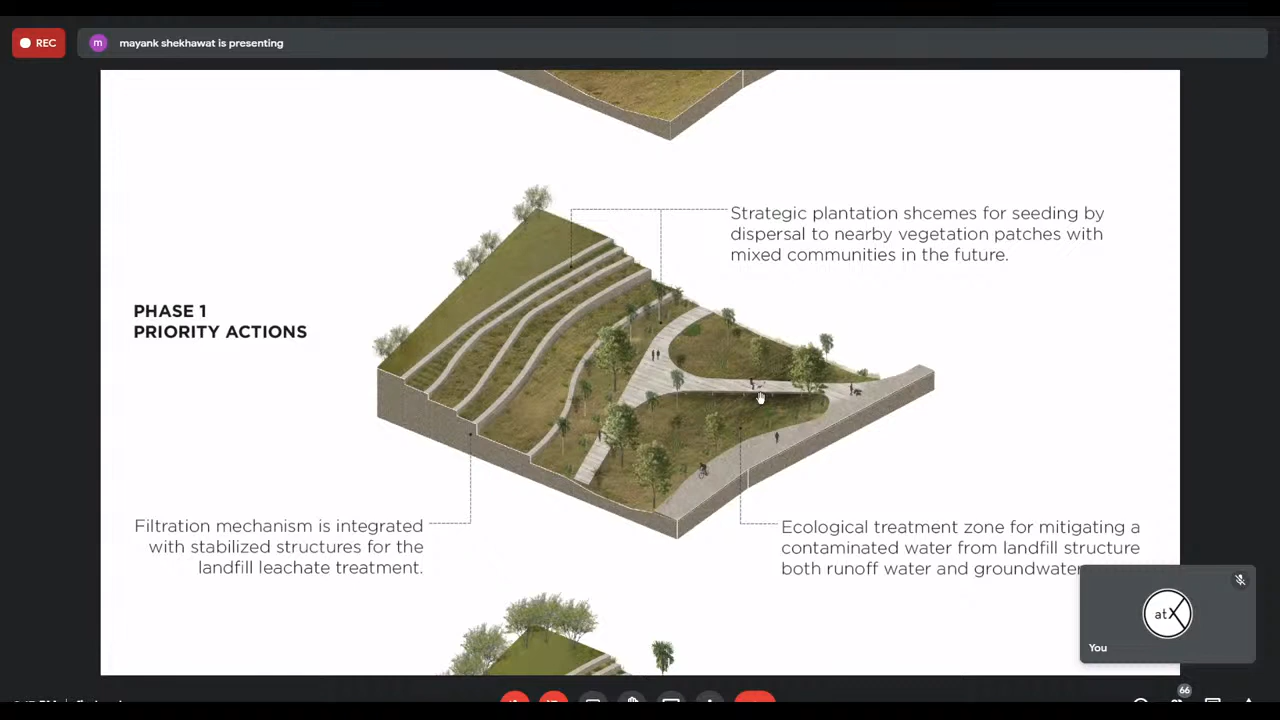 REC
m
mayank shekhawat is presenting
Strategic plantation shcemes for seeding by
dispersal to nearby vegetation patches with
mixed communities in the future.
PHASE 1
PRIORITY ACTIONS
Filtration mechanism is integrated
with stabilized structures for the
landfill leachate treatment.
Ecological treatment zone for mitigating a
contaminated water from landfill structure
both runoff water and groundwater
atX
You
66